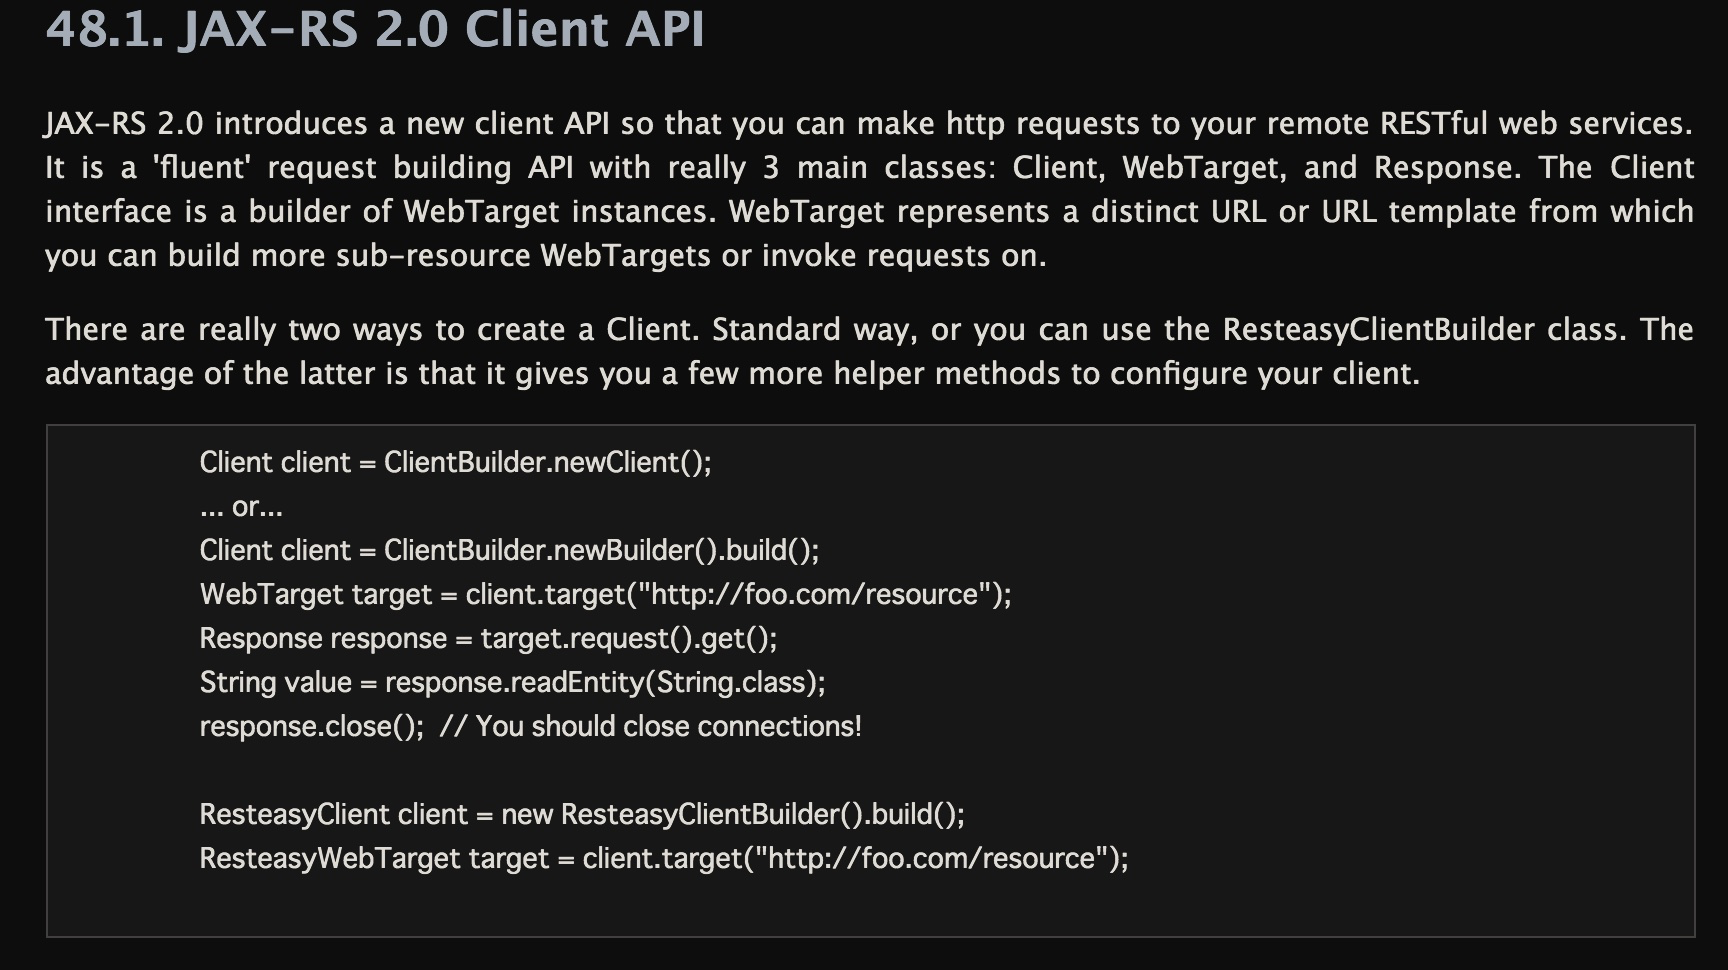 48.1. JAX-RS 2.0 Client API
JAX-RS 2.0 introduces a new client API so that you can make http requests to your remote RESTful web services.
It is a 'fluent' request building API with really 3 main classes: Client, WebTarget, and Response. The Client
interface is a builder of WebTarget instances. WebTarget represents a distinct URL or URL template from which
you can build more sub-resource WebTargets or invoke requests on.
There are really two ways to create a Client. Standard way, or you can use the ResteasyClientBuilder class. The
advantage of the latter is that it gives you a few more helper methods to configure your client.
Client client = ClientBuilder.newClient();
... or...
Client client = ClientBuilder.newBuilder().build();
WebTarget target = client.target("http://foo.com/resource");
Response response = target.request().get();
String value = response.readEntity(String.class);
response.close();  // You should close connections!
ResteasyClient client = new ResteasyClientBuilder().build();
ResteasyWebTarget target = client.target("http://foo.com/resource");